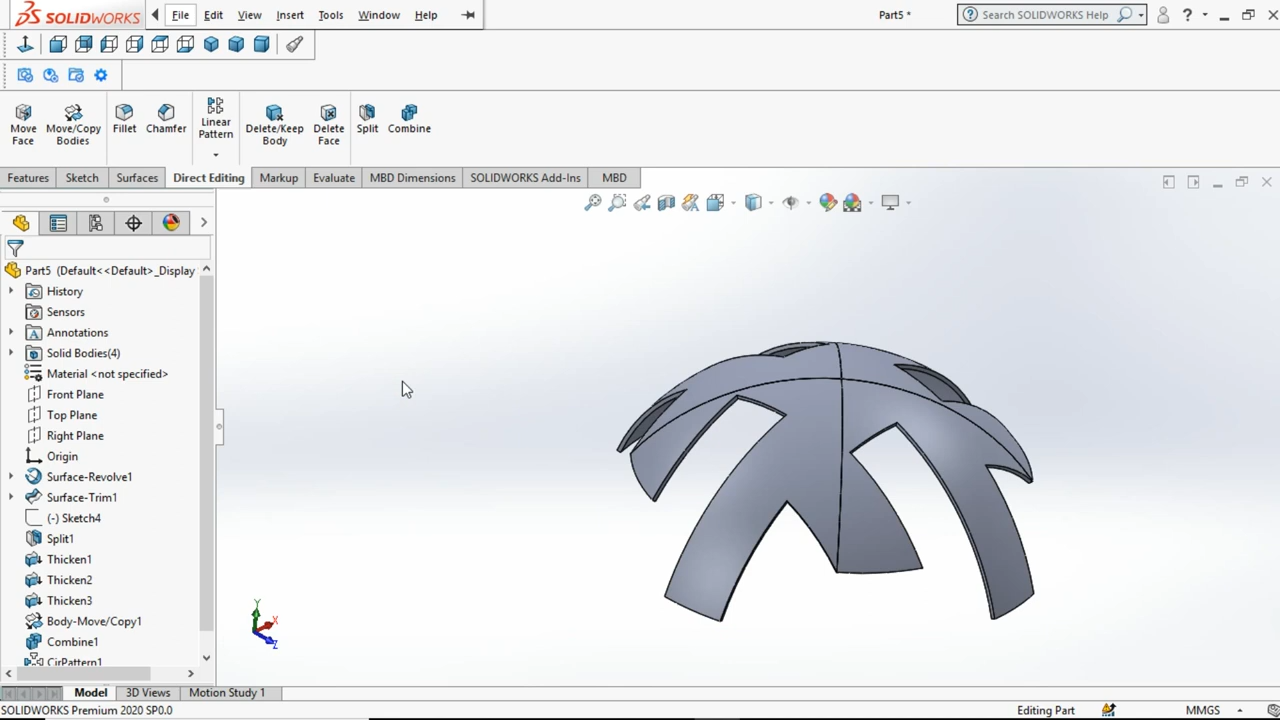 SOLIDWORKS File Edit View Insert Tools Window Help Part5 * Search SOLIDWORKS Help ?
Move Face Move/Copy Bodies Fillet Chamfer Linear Pattern Delete/Keep Body Delete Face Split Combine
Features Sketch Surfaces Direct Editing Markup Evaluate MBD Dimensions SOLIDWORKS Add-Ins MBD
Part5 (Default<<Default>_Display
History
Sensors
Annotations
Solid Bodies(4)
Material <not specified>
Front Plane
Top Plane
Right Plane
Origin
Surface-Revolve1
Surface-Trim1
(-) Sketch4
Split1
Thicken1
Thicken2
Thicken3
Body-Move/Copy1
Combine1
CirPattern1
Y
X
Z
Model 3D Views Motion Study 1
SOLIDWORKS Premium 2020 SP0.0 Editing Part MMGS